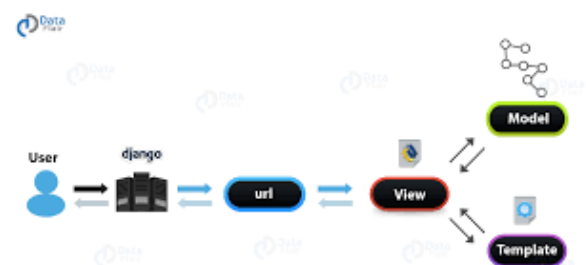 Data
Flair
User
django
url
View
Model
Template